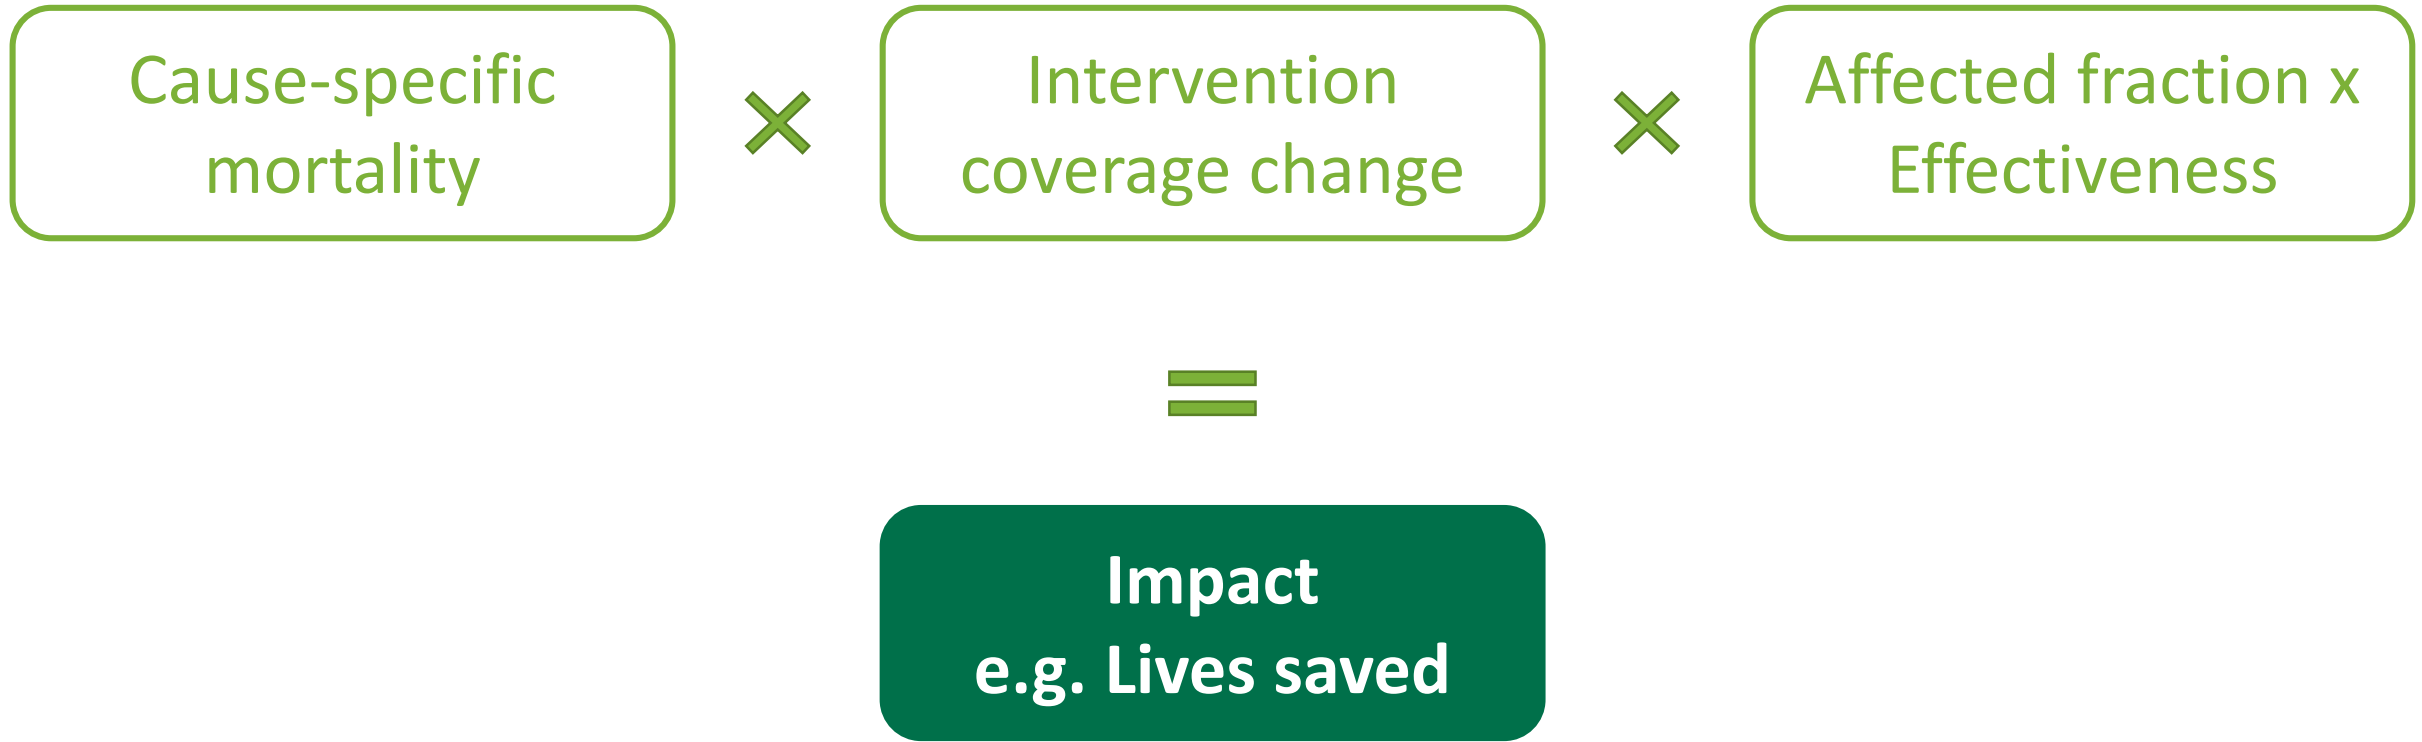 Cause-specific
mortality
Intervention
coverage change
Affected fraction x
Effectiveness
Impact
e.g. Lives saved